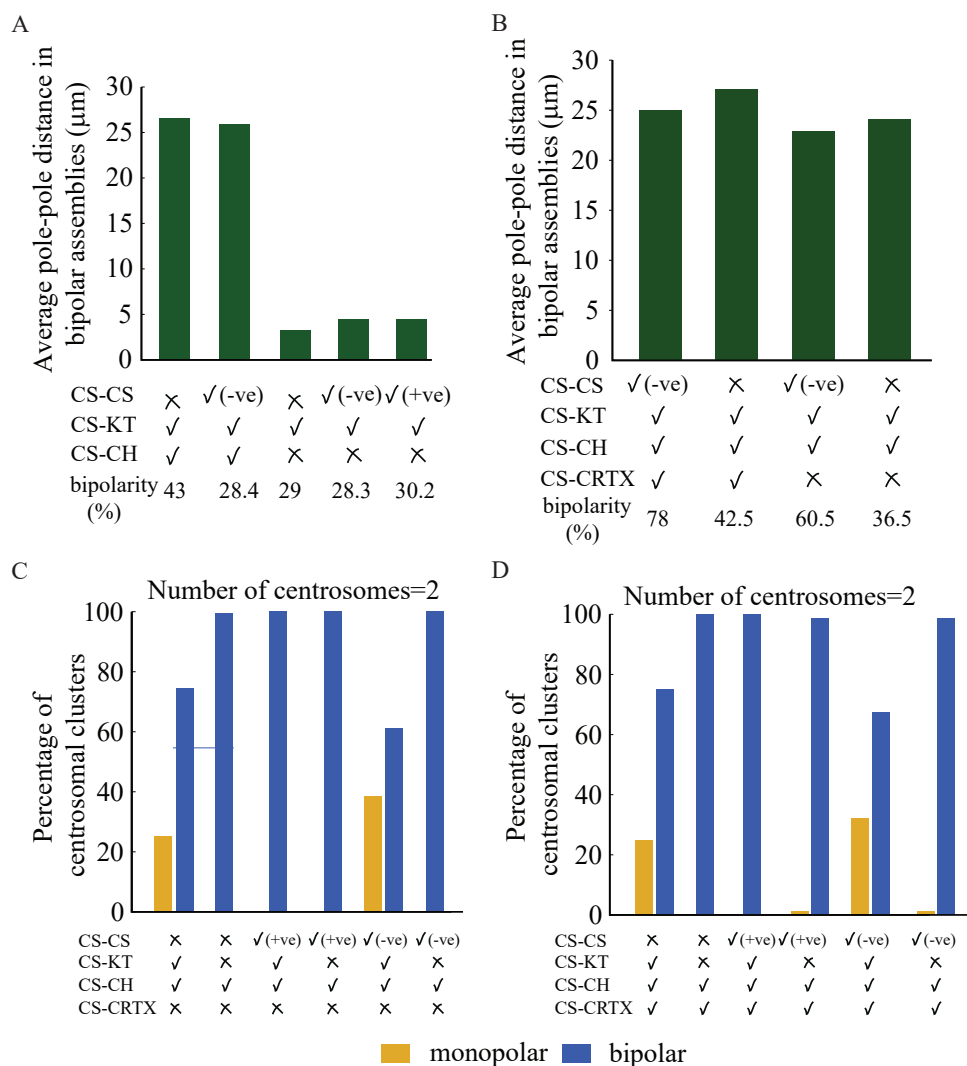 A
Average pole-pole distance in
bipolar assemblies (μm)
30
25
20
15
10
5
0
CS-CS ✗ ✓(-ve) ✗ ✓(-ve) ✓(+ve)
CS-KT ✓ ✓ ✓ ✓ ✓
CS-CH ✓ ✓ ✗ ✗ ✗
bipolarity 43 28.4 29 28.3 30.2
(%)
B
Average pole-pole distance in
bipolar assemblies (μm)
30
25
20
15
10
5
0
CS-CS ✓(-ve) ✗ ✓(-ve) ✗
CS-KT ✓ ✓ ✓ ✓
CS-CH ✓ ✓ ✓ ✓
CS-CRTX ✓ ✓ ✗ ✗
bipolarity 78 42.5 60.5 36.5
(%)
C
Number of centrosomes=2
Percentage of
centrosomal clusters
100
80
60
40
20
0
CS-CS ✗ ✗ ✓(+ve) ✓(+ve) ✓(-ve) ✓(-ve)
CS-KT ✓ ✗ ✓ ✗ ✓ ✗
CS-CH ✓ ✓ ✓ ✓ ✓ ✓
CS-CRTX ✗ ✗ ✗ ✗ ✗ ✗
D
Number of centrosomes=2
Percentage of
centrosomal clusters
100
80
60
40
20
0
CS-CS ✗ ✗ ✓(+ve) ✓(+ve) ✓(-ve) ✓(-ve)
CS-KT ✓ ✗ ✓ ✗ ✓ ✗
CS-CH ✓ ✓ ✓ ✓ ✓ ✓
CS-CRTX ✓ ✓ ✓ ✓ ✓ ✓
monopolar bipolar